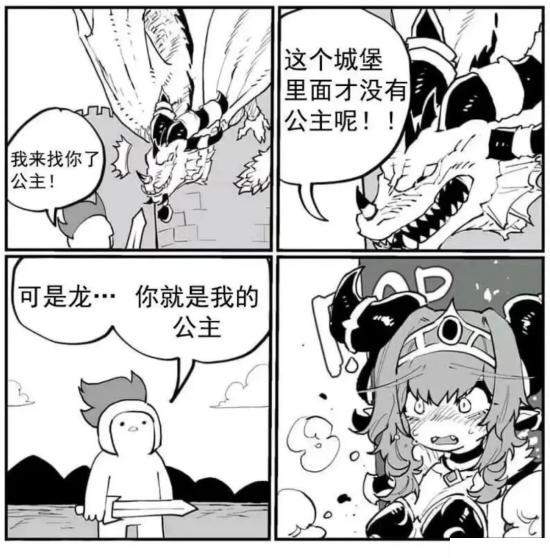 我来找你了
公主！
这个城堡
里面才没有
公主呢！！
可是龙…
你就是我的
公主